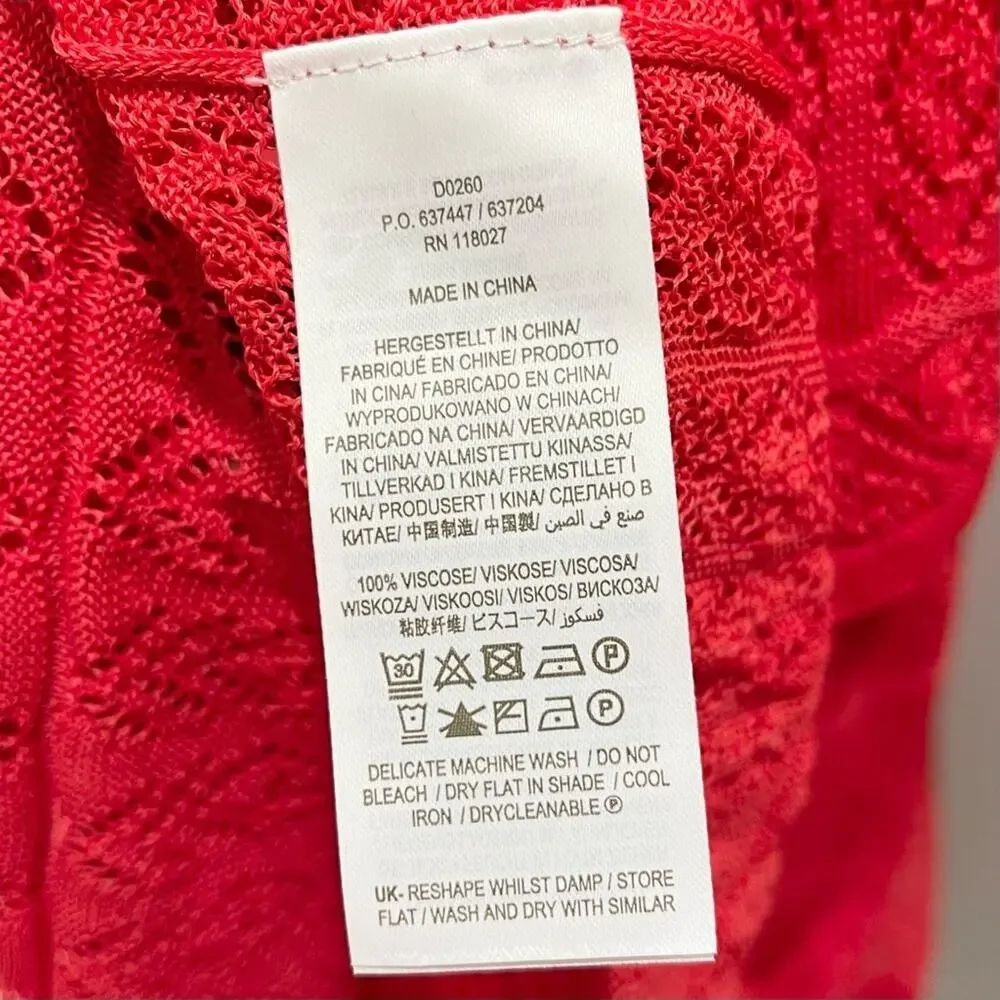 D0260
P.O. 637447 / 637204
RN 118027
MADE IN CHINA
HERGESTELLT IN CHINA/
FABRIQUÉ EN CHINE/ PRODOTTO
IN CINA/ FABRICADO EN CHINA/
WYPRODUKOWANO W CHINACH/
FABRICADO NA CHINA/ VERVAARDIGD
IN CHINA/ VALMISTETTU KIINASSA/
TILLVERKAD I KINA/ FREMSTILLET I
KINA/ PRODUSERT I KINA/ СДЕЛАНО В
КИТАЕ/ 中国制造/ 中国製/ صنع في الصين
100% VISCOSE/ VISKOSE/ VISCOSA/
WISKOZA/ VISKOOSI/ VISKOS/ ВИСКОЗА/
粘胶纤维/ ビスコース/ فسكوز
30 P
P
DELICATE MACHINE WASH / DO NOT
BLEACH / DRY FLAT IN SHADE / COOL
IRON / DRYCLEANABLE Ⓟ
UK- RESHAPE WHILST DAMP / STORE
FLAT / WASH AND DRY WITH SIMILAR